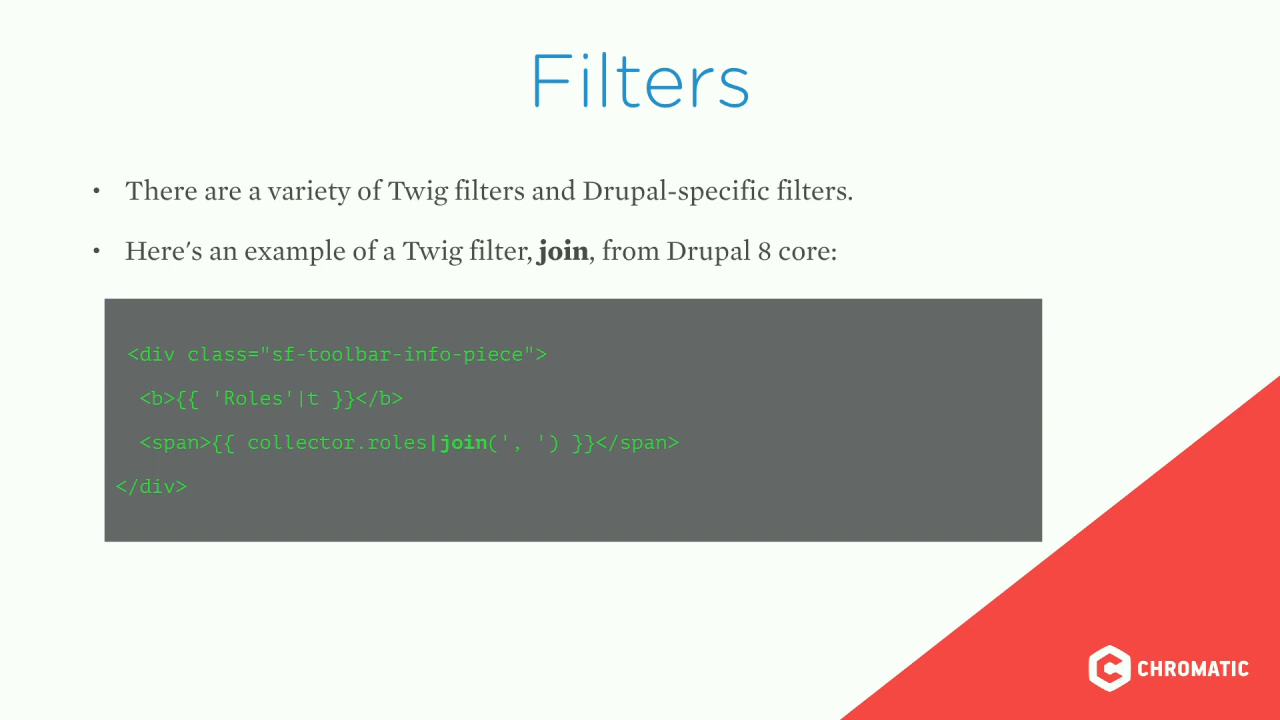 Filters
• There are a variety of Twig filters and Drupal-specific filters.
• Here's an example of a Twig filter, join, from Drupal 8 core:
<div class="sf-toolbar-info-piece">
<b>{{ 'Roles'|t }}</b>
<span>{{ collector.roles|join(', ') }}</span>
</div>
CHROMATIC